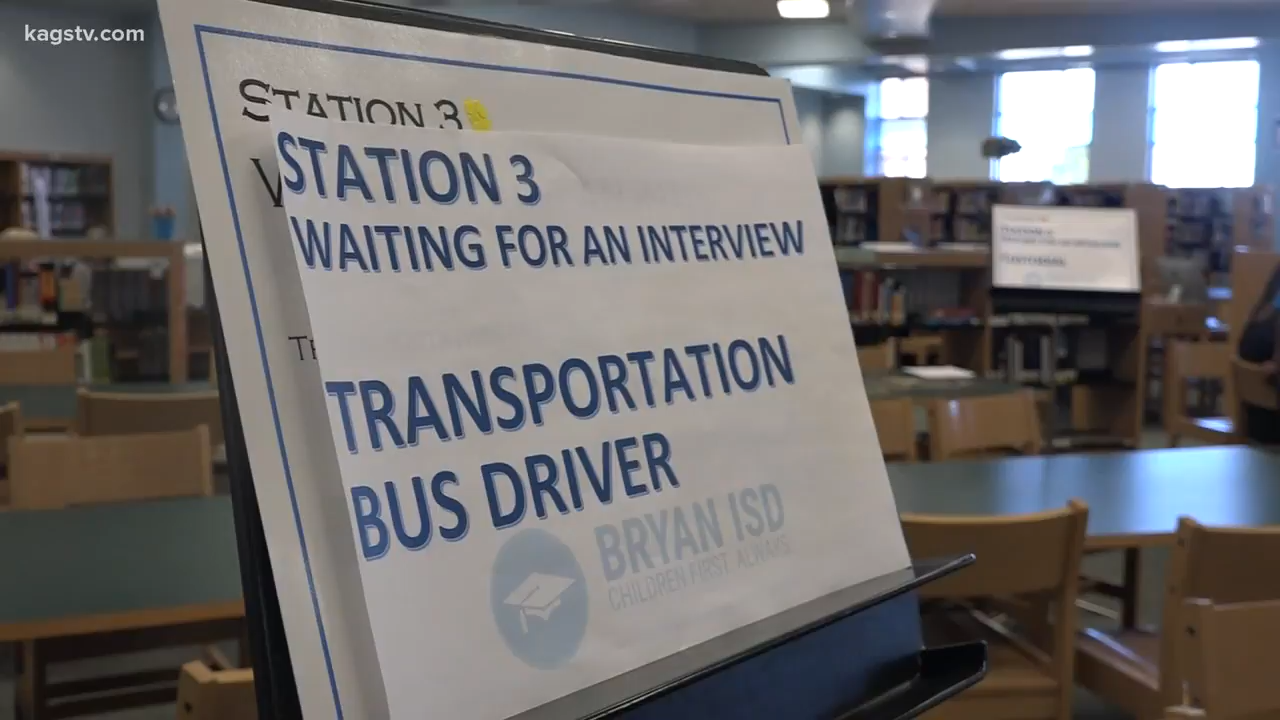 kagstv.com
STATION 3
STATION 3
WAITING FOR AN INTERVIEW
TRANSPORTATION
BUS DRIVER
BRYAN ISD
CHILDREN FIRST. ALWAYS.